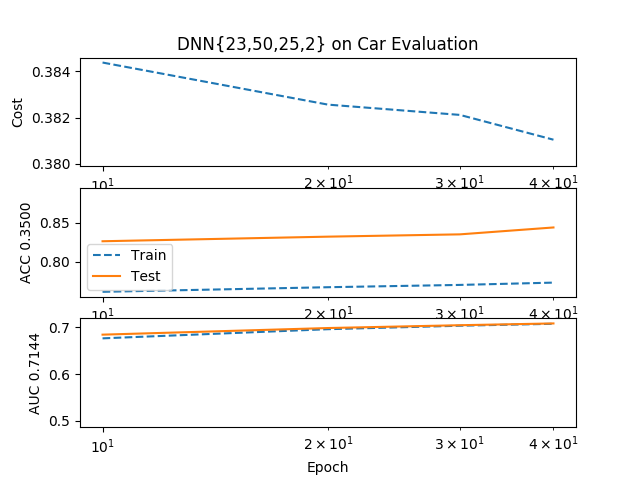 DNN{23,50,25,2} on Car Evaluation
0.384
0.382
0.380
Cost
10¹
2×10¹
3×10¹
4×10¹
0.85
0.80
ACC 0.3500
Train
Test
10¹
2×10¹
3×10¹
4×10¹
0.7
0.6
0.5
AUC 0.7144
10¹
2×10¹
3×10¹
4×10¹
Epoch